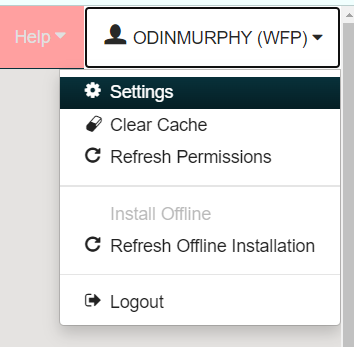 Help
ODINMURPHY (WFP)
Settings
Clear Cache
Refresh Permissions
Install Offline
Refresh Offline Installation
Logout